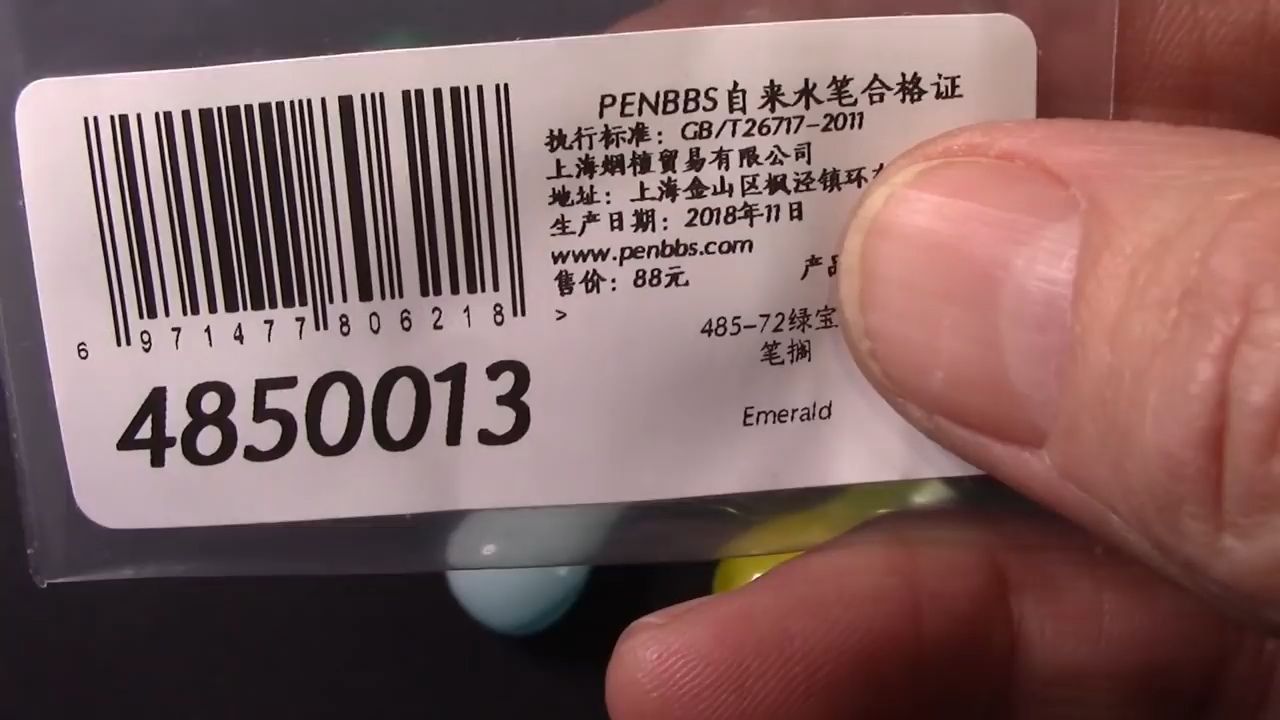 PENBBS自来水笔合格证
执行标准：GB/T26717-2011
上海烟植贸易有限公司
地址：上海金山区枫泾镇环
生产日期：2018年11日
www.penbbs.com
售价：88元 产品
>
485-72绿宝
笔搁
Emerald
6 971477 806218
4850013